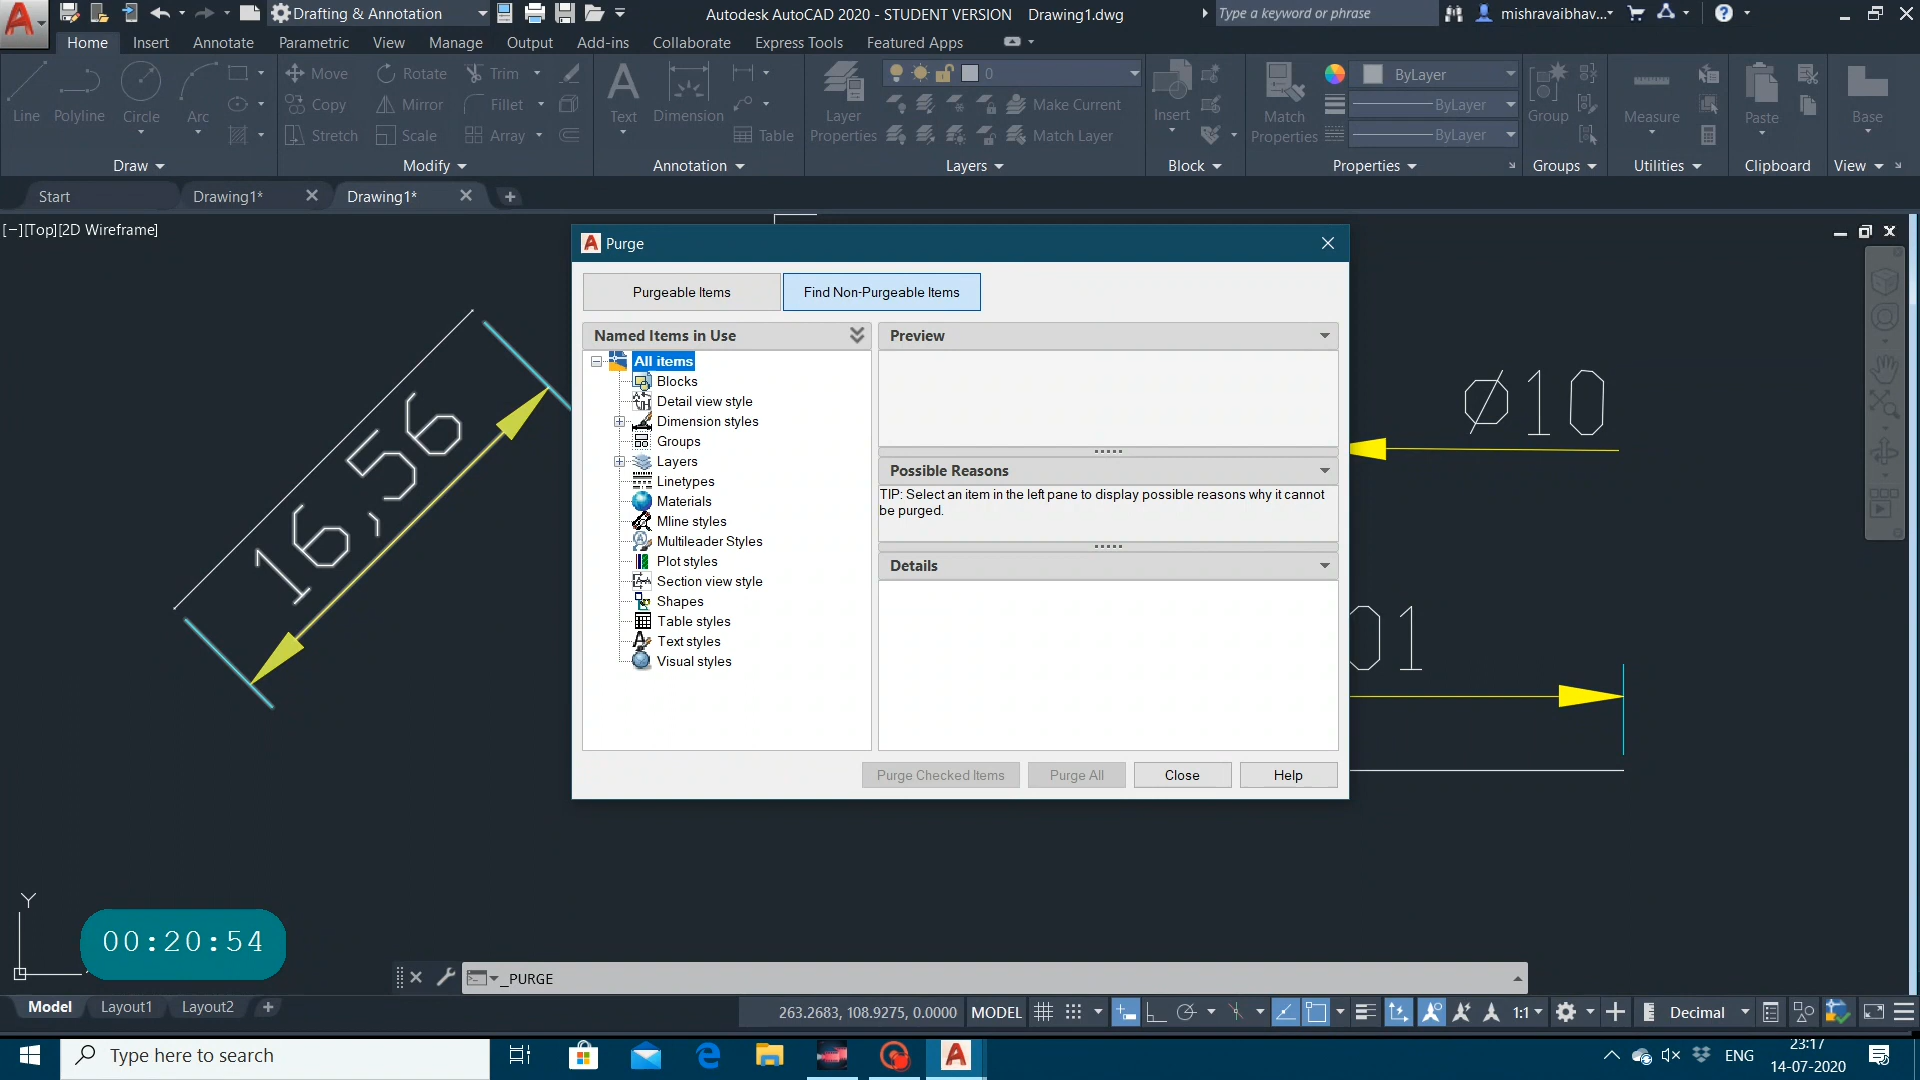 Drafting & Annotation
Autodesk AutoCAD 2020 - STUDENT VERSION Drawing1.dwg
Type a keyword or phrase
mishravaibhav...
Home Insert Annotate Parametric View Manage Output Add-ins Collaborate Express Tools Featured Apps
Line Polyline Circle Arc
Move Rotate Trim
Copy Mirror Fillet
Stretch Scale Array
Text Dimension Table
Layer Properties
0
Make Current
Match Layer
Insert
Match Properties
ByLayer
ByLayer
ByLayer
Group
Measure
Paste
Base
Draw Modify Annotation Layers Block Properties Groups Utilities Clipboard View
Start Drawing1* Drawing1*
[−][Top][2D Wireframe]
Purge
Purgeable Items Find Non-Purgeable Items
Named Items in Use
All items
Blocks
Detail view style
Dimension styles
Groups
Layers
Linetypes
Materials
Mline styles
Multileader Styles
Plot styles
Section view style
Shapes
Table styles
Text styles
Visual styles
Preview
Possible Reasons
TIP: Select an item in the left pane to display possible reasons why it cannot
be purged.
Details
Purge Checked Items Purge All Close Help
16,56
Ø10
01
Y
00:20:54
_PURGE
Model Layout1 Layout2
263.2683, 108.9275, 0.0000 MODEL 1:1 Decimal
Type here to search
ENG
23:17
14-07-2020